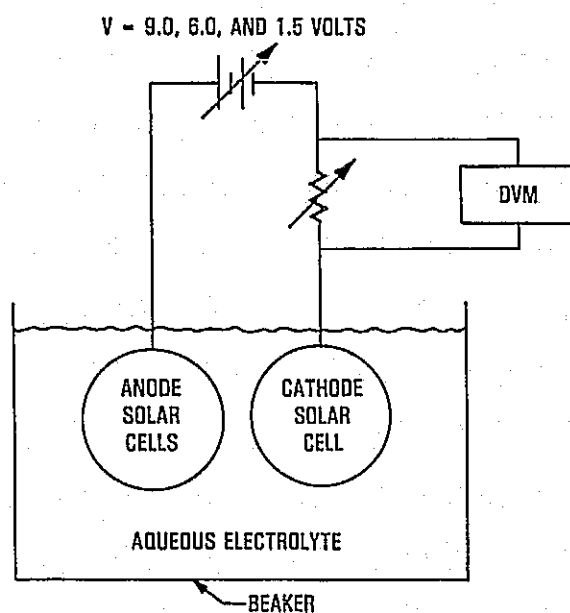 V - 9.0, 6.0, AND 1.5 VOLTS
DVM
ANODE
SOLAR
CELLS
CATHODE
SOLAR
CELL
AQUEOUS ELECTROLYTE
BEAKER